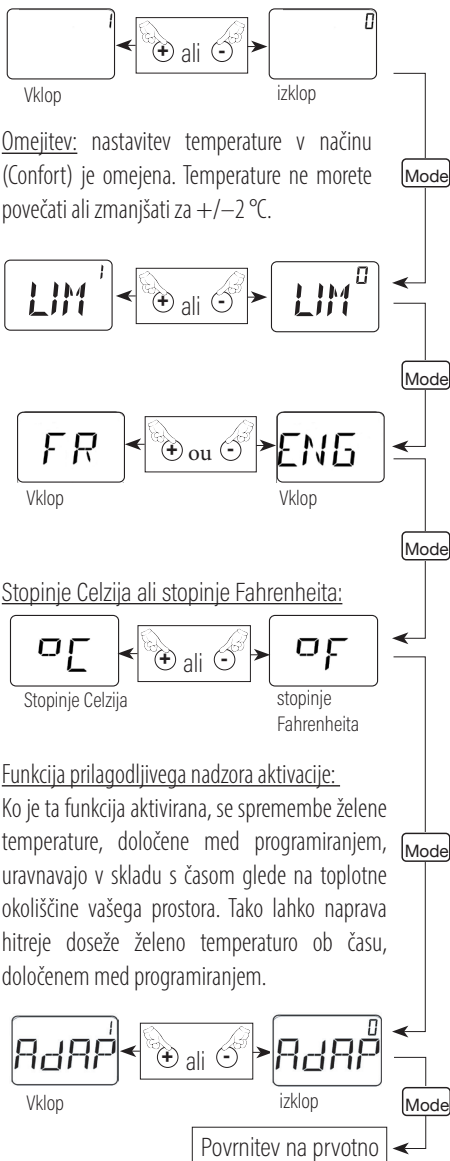 1 + ali - 0
Vklop izklop
Omejitev: nastavitev temperature v načinu
(Confort) je omejena. Temperature ne morete
povečati ali zmanjšati za +/–2 °C.
Mode
LIM 1 + ali - LIM 0
Mode
FR + ou - ENG
Vklop Vklop
Mode
Stopinje Celzija ali stopinje Fahrenheita:
°C + ali - °F
Stopinje Celzija stopinje
Fahrenheita
Funkcija prilagodljivega nadzora aktivacije:
Ko je ta funkcija aktivirana, se spremembe želene
temperature, določene med programiranjem,
Mode
uravnavajo v skladu s časom glede na toplotne
okoliščine vašega prostora. Tako lahko naprava
hitreje doseže želeno temperaturo ob času,
določenem med programiranjem.
AdAP 1 + ali - AdAP 0
Vklop izklop
Mode
Povrnitev na prvotno